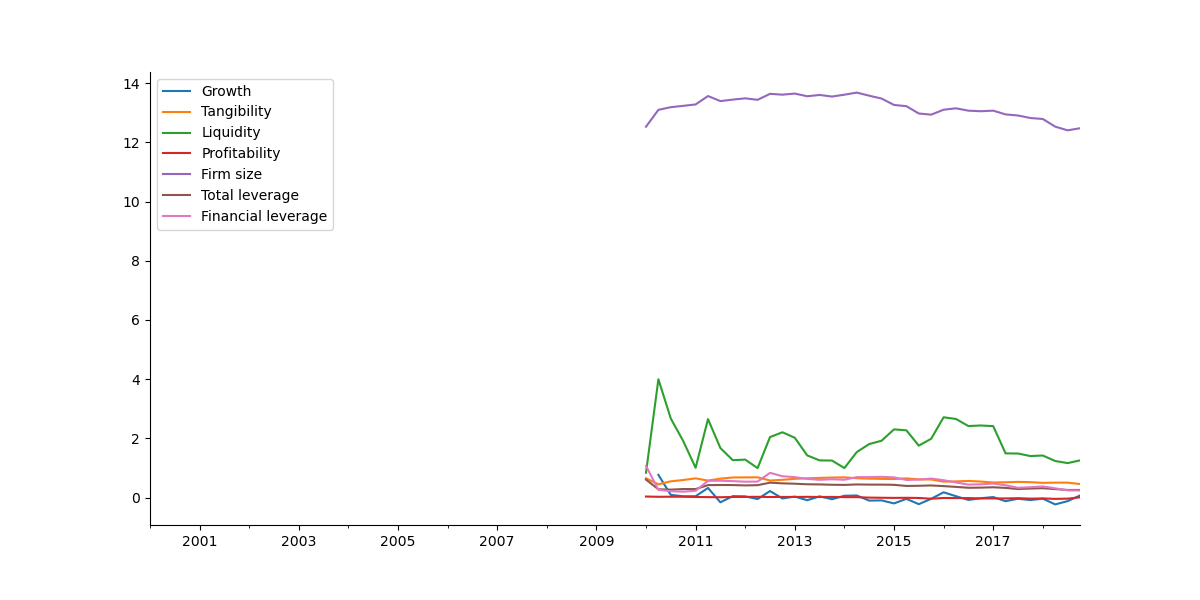 14
12
10
8
6
4
2
0
Growth
Tangibility
Liquidity
Profitability
Firm size
Total leverage
Financial leverage
2001 2003 2005 2007 2009 2011 2013 2015 2017